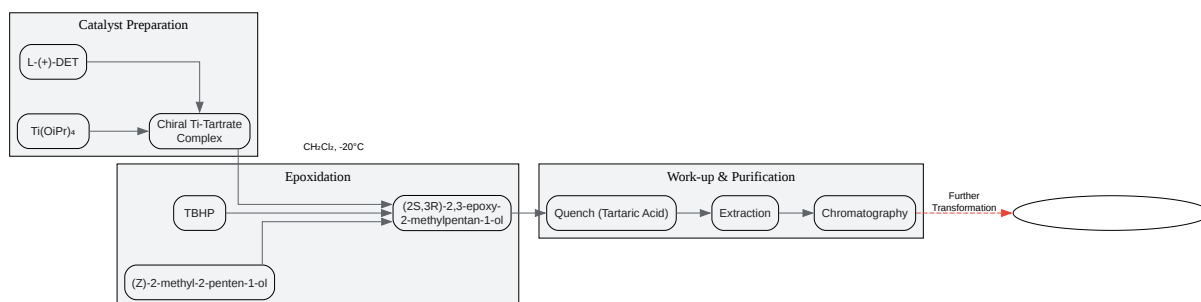 Catalyst Preparation
L-(+)-DET
Ti(OiPr)₄
Chiral Ti-Tartrate
Complex
CH₂Cl₂, -20°C
Epoxidation
TBHP
(2S,3R)-2,3-epoxy-
2-methylpentan-1-ol
(Z)-2-methyl-2-penten-1-ol
Work-up & Purification
Quench (Tartaric Acid)
Extraction
Chromatography
Further
Transformation